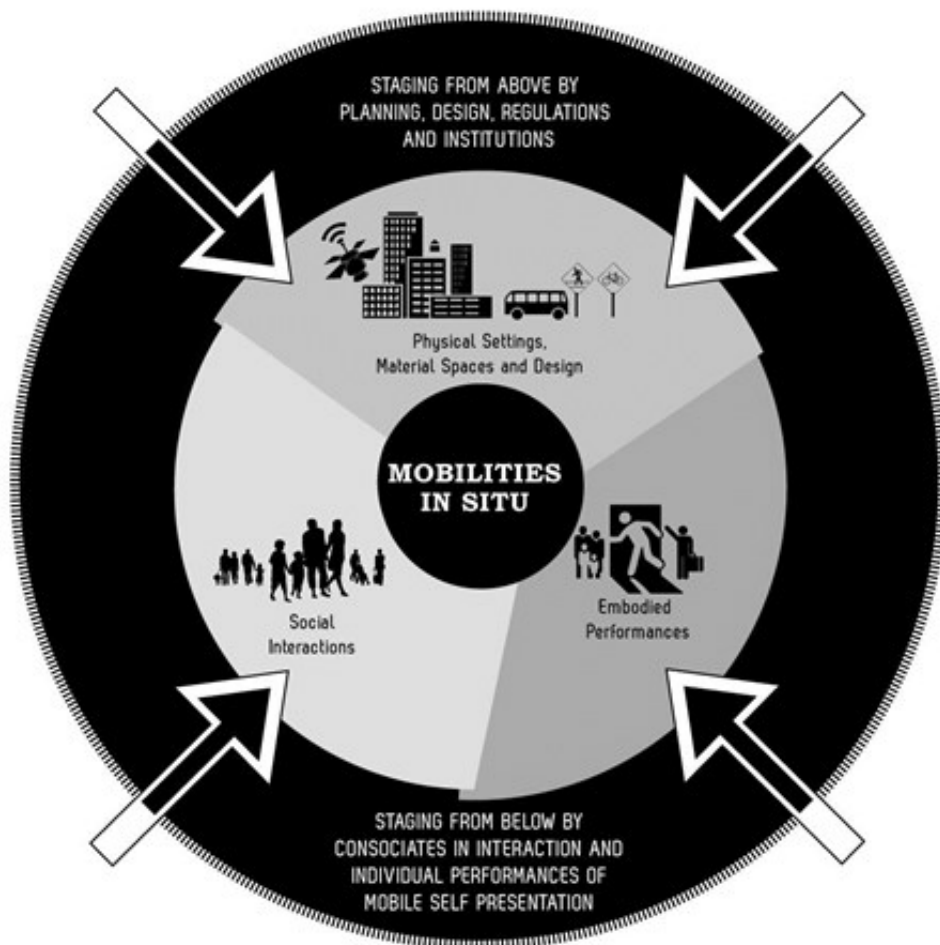 STAGING FROM ABOVE BY
PLANNING, DESIGN, REGULATIONS
AND INSTITUTIONS
Physical Settings,
Material Spaces and Design
MOBILITIES
IN SITU
Social
Interactions
Embodied
Performances
STAGING FROM BELOW BY
CONSOCIATES IN INTERACTION AND
INDIVIDUAL PERFORMANCES OF
MOBILE SELF PRESENTATION